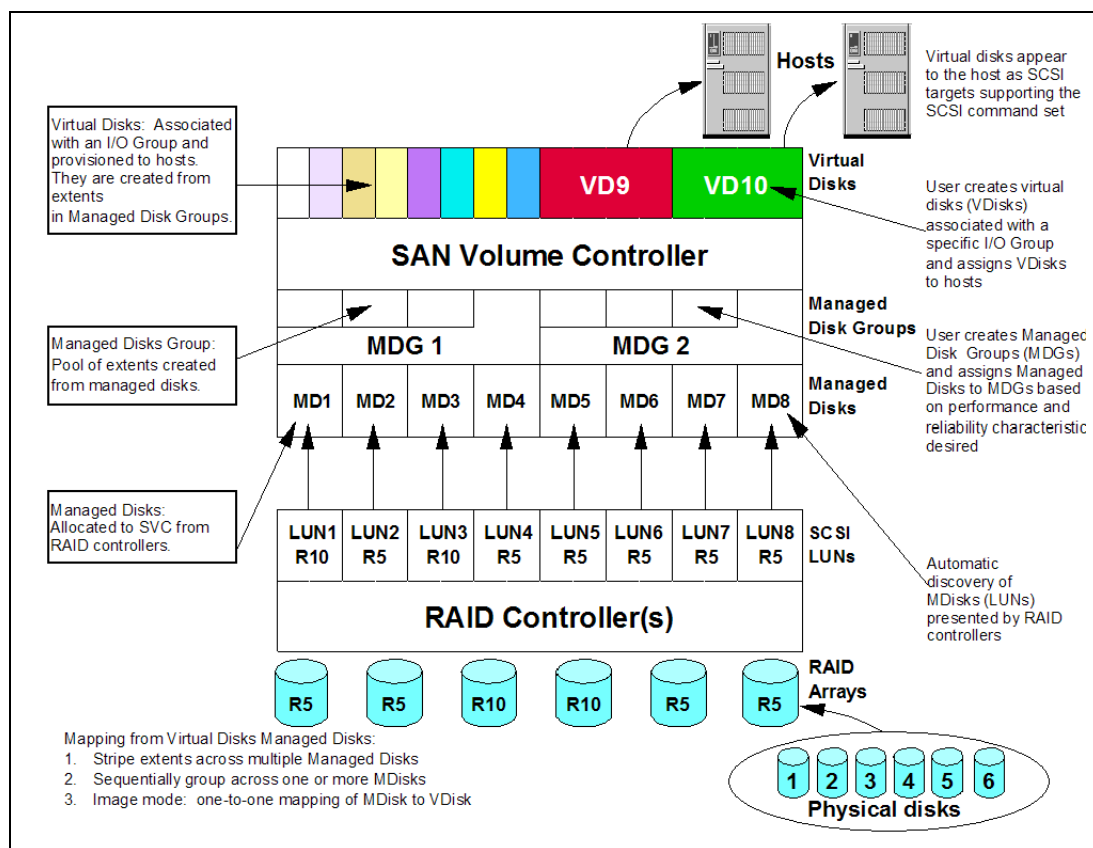 Hosts
Virtual disks appear
to the host as SCSI
targets supporting the
SCSI command set
Virtual Disks: Associated
with an I/O Group and
provisioned to hosts.
They are created from
extents
in Managed Disk Groups.
VD9
VD10
Virtual
Disks
User creates virtual
disks (VDisks)
associated with a
specific I/O Group
and assigns VDisks
to hosts
SAN Volume Controller
Managed
Disk Groups
Managed Disks Group:
Pool of extents created
from managed disks.
MDG 1
MDG 2
User creates Managed
Disk Groups (MDGs)
and assigns Managed
Disks to MDGs based
on performance and
reliability characteristic
desired
MD1
MD2
MD3
MD4
MD5
MD6
MD7
MD8
Managed
Disks
Managed Disks:
Allocated to SVC from
RAID controllers.
LUN1
R10
LUN2
R5
LUN3
R10
LUN4
R5
LUN5
R5
LUN6
R5
LUN7
R5
LUN8
R5
SCSI
LUNs
Automatic
discovery of
MDisks (LUNs)
presented by RAID
controllers
RAID Controller(s)
R5
R5
R10
R10
R5
R5
RAID
Arrays
Mapping from Virtual Disks Managed Disks:
1. Stripe extents across multiple Managed Disks
2. Sequentially group across one or more MDisks
3. Image mode: one-to-one mapping of MDisk to VDisk
1
2
3
4
5
6
Physical disks